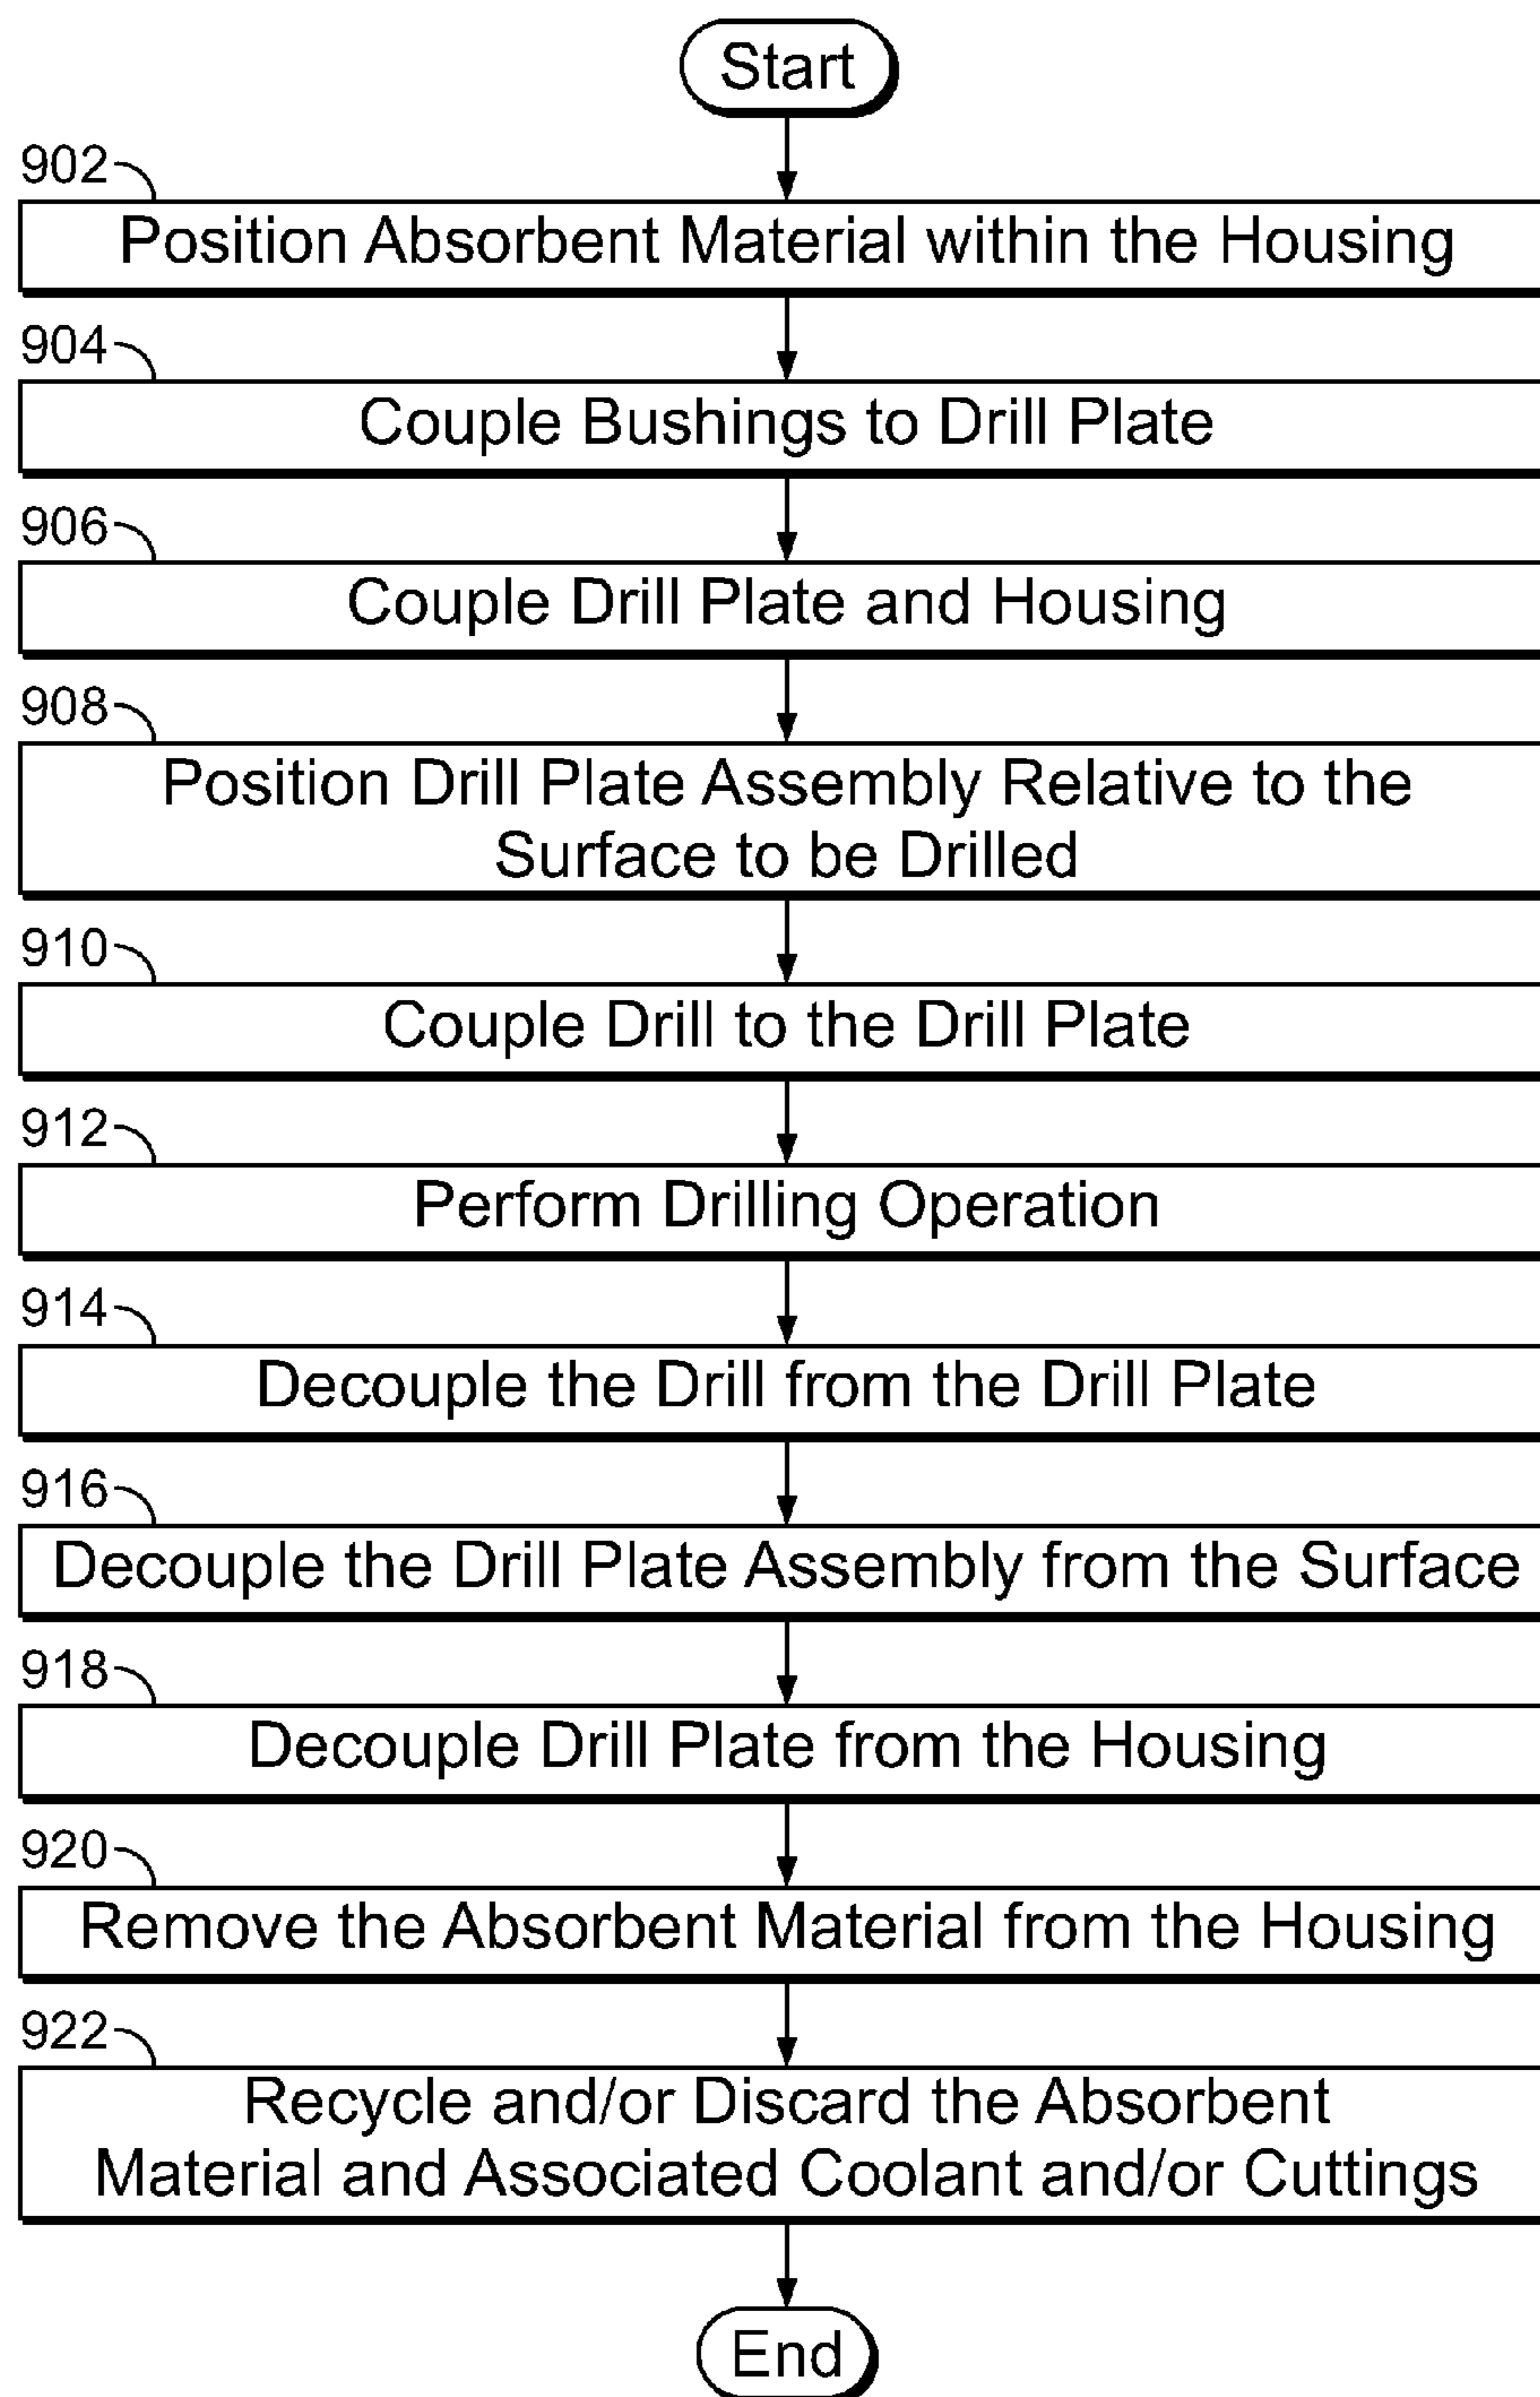 Start
902
Position Absorbent Material within the Housing
904
Couple Bushings to Drill Plate
906
Couple Drill Plate and Housing
908
Position Drill Plate Assembly Relative to the
Surface to be Drilled
910
Couple Drill to the Drill Plate
912
Perform Drilling Operation
914
Decouple the Drill from the Drill Plate
916
Decouple the Drill Plate Assembly from the Surface
918
Decouple Drill Plate from the Housing
920
Remove the Absorbent Material from the Housing
922
Recycle and/or Discard the Absorbent
Material and Associated Coolant and/or Cuttings
End